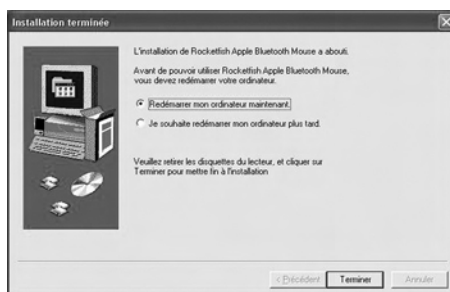 Installation terminée
L'installation de Rocketfish Apple Bluetooth Mouse a abouti.
Avant de pouvoir utiliser Rocketfish Apple Bluetooth Mouse,
vous devez redémarrer votre ordinateur.
Redémarrer mon ordinateur maintenant.
Je souhaite redémarrer mon ordinateur plus tard.
Veuillez retirer les disquettes du lecteur, et cliquer sur
Terminer pour mettre fin à l'installation
< Précédent Terminer Annuler